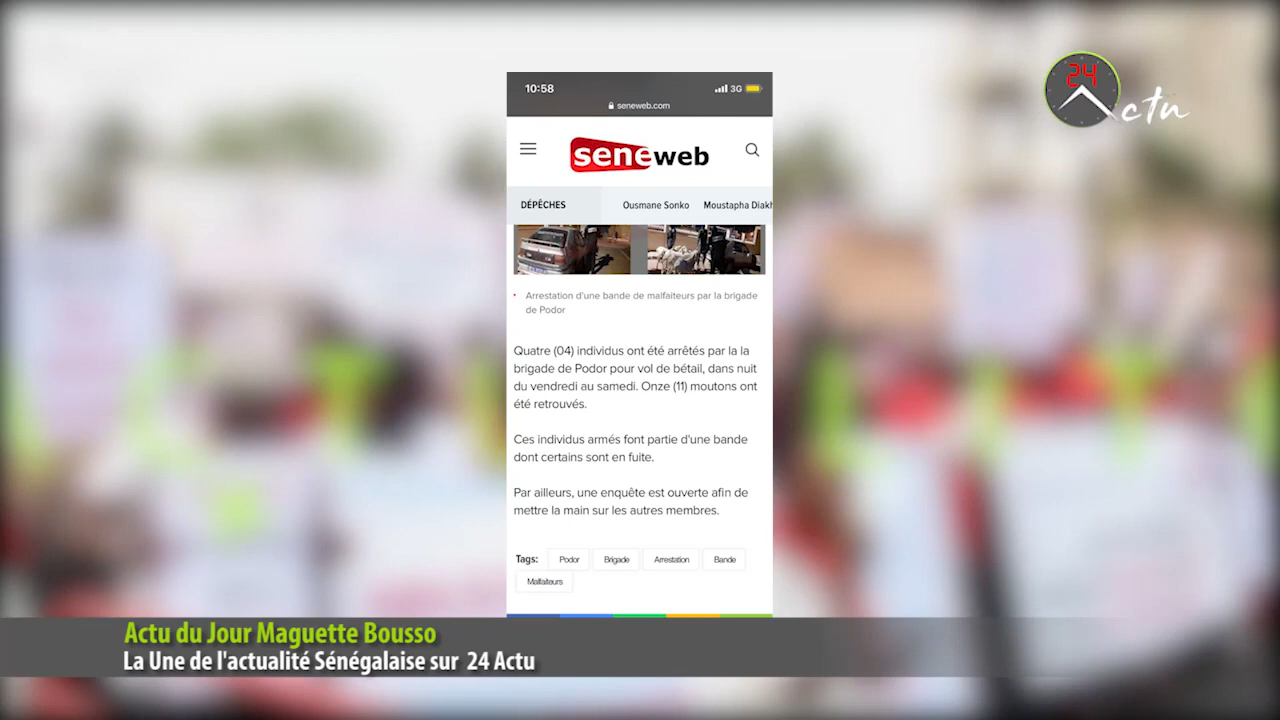 24
Actu
10:58
3G
seneweb.com
seneweb
DÉPÊCHES
Ousmane Sonko
Moustapha Diakh
Arrestation d'une bande de malfaiteurs par la brigade
de Podor
Quatre (04) individus ont été arrêtés par la la
brigade de Podor pour vol de bétail, dans nuit
du vendredi au samedi. Onze (11) moutons ont
été retrouvés.
Ces individus armés font partie d'une bande
dont certains sont en fuite.
Par ailleurs, une enquête est ouverte afin de
mettre la main sur les autres membres.
Tags: Podor Brigade Arrestation Bande
Malfaiteurs
Actu du Jour Maguette Bousso
La Une de l'actualité Sénégalaise sur 24 Actu